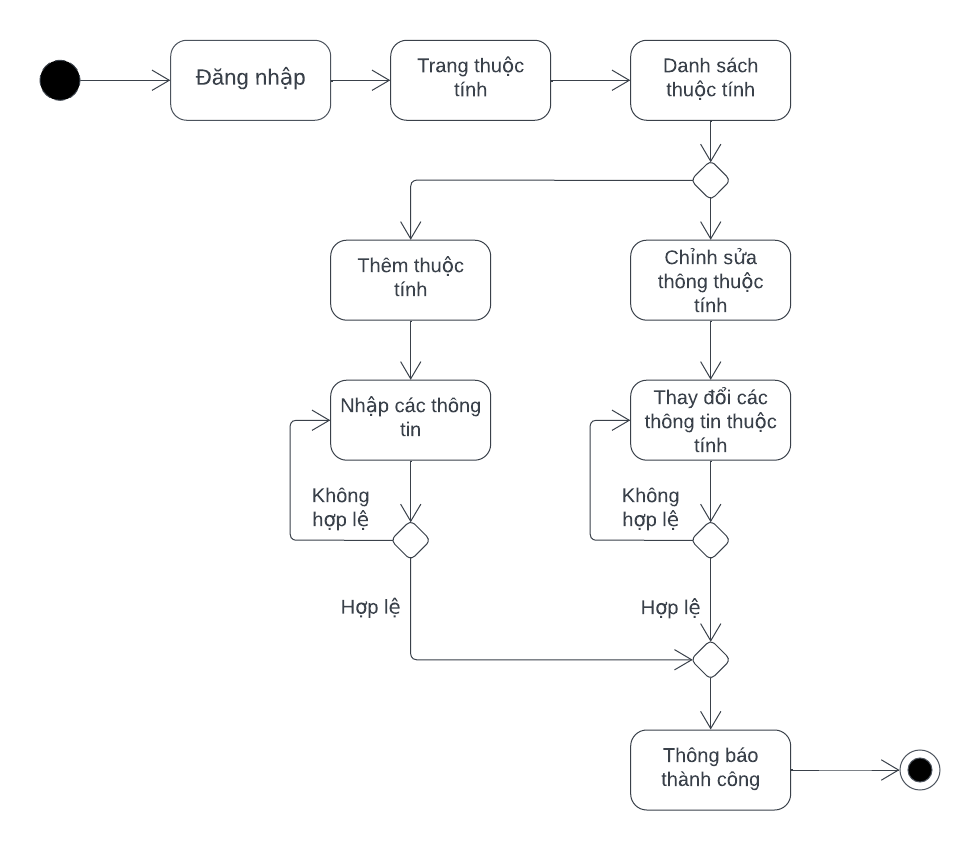 Đăng nhập
Trang thuộc
tính
Danh sách
thuộc tính
Thêm thuộc
tính
Chỉnh sửa
thông thuộc
tính
Nhập các thông
tin
Thay đổi các
thông tin thuộc
tính
Không
hợp lệ
Không
hợp lệ
Hợp lệ
Hợp lệ
Thông báo
thành công